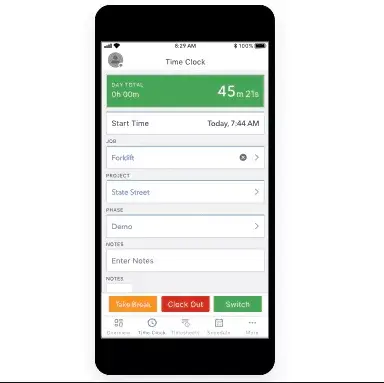 8:29 AM
100%
Time Clock
DAY TOTAL
0h 00m
45m 21s
Start Time
Today, 7:44 AM
JOB
Forklift
PROJECT
State Street
PHASE
Demo
NOTES
Enter Notes
NOTES
Take Break
Clock Out
Switch
Overview
Time Clock
Timesheets
Schedule
More